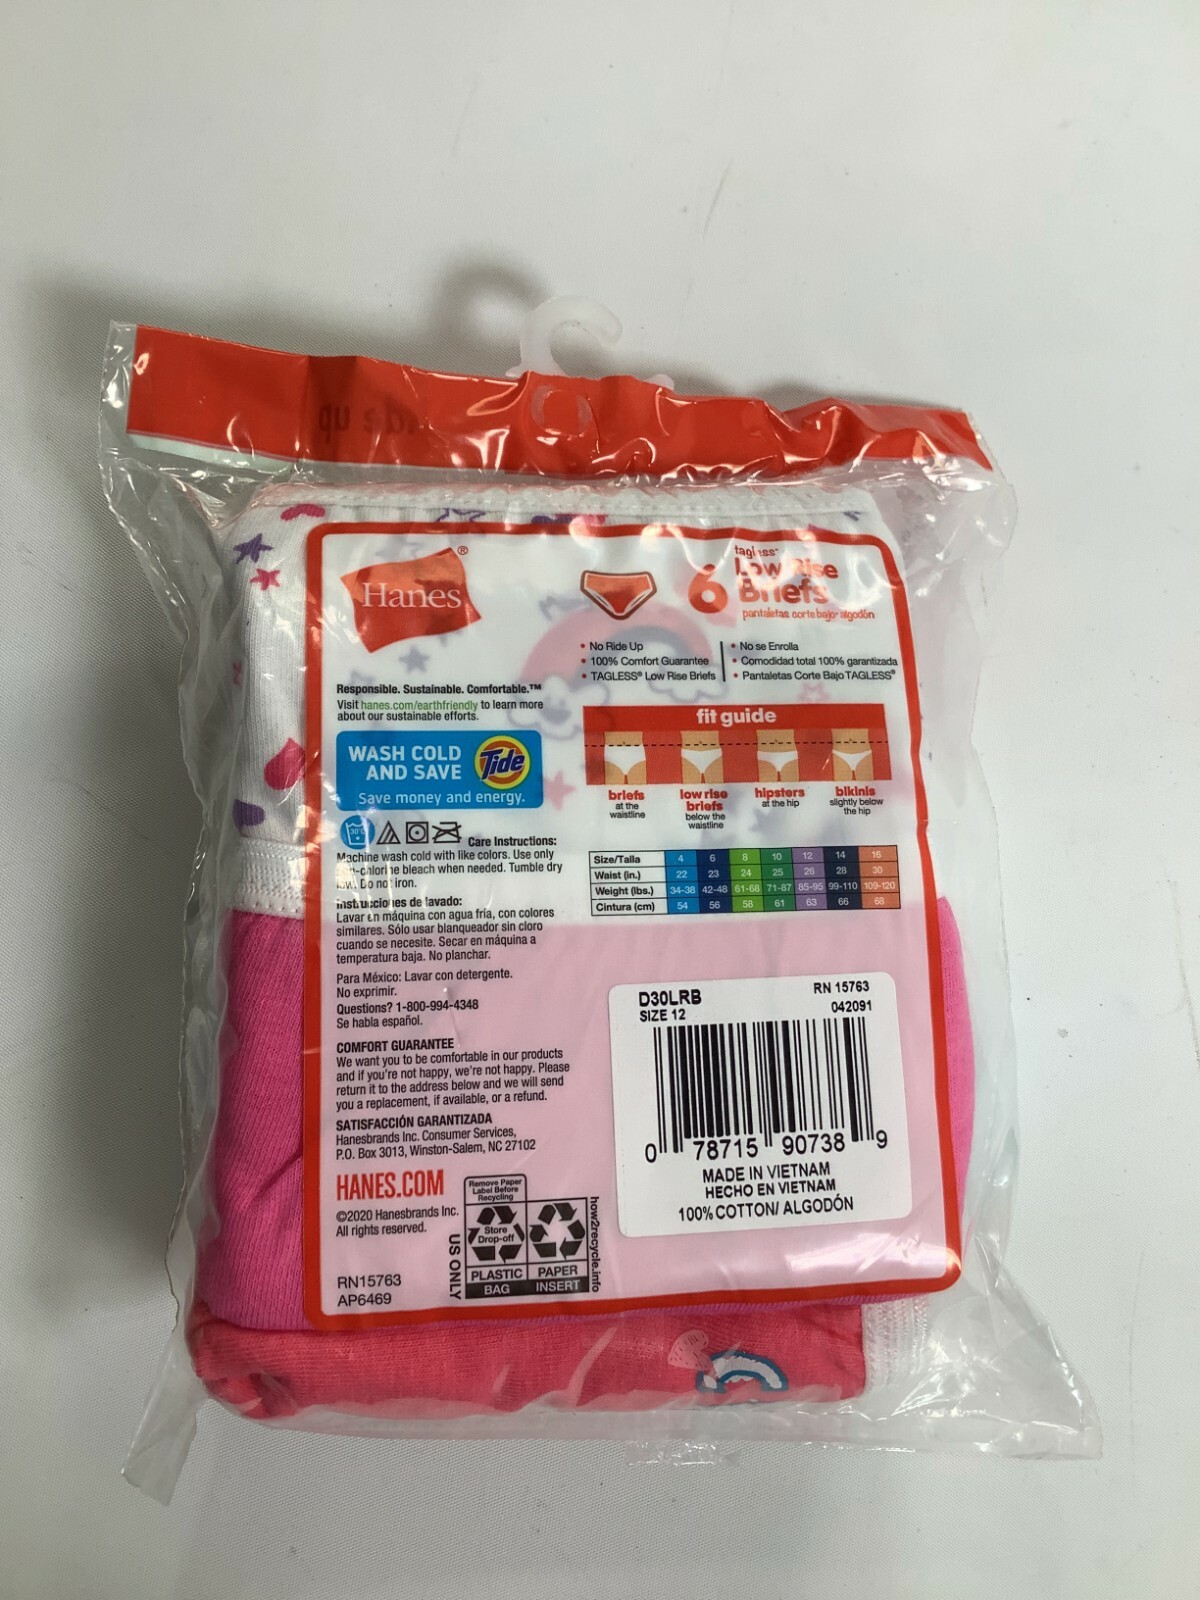 Hanes®
6
tagless™
Low Rise
Briefs
pantaletas corte bajo- algodón
• No Ride Up
• 100% Comfort Guarantee
• TAGLESS® Low Rise Briefs
• No se Enrolla
• Comodidad total 100% garantizada
• Pantaletas Corte Bajo TAGLESS®
Responsible. Sustainable. Comfortable.™
Visit hanes.com/earthfriendly to learn more
about our sustainable efforts.
WASH COLD
AND SAVE
Tide
Save money and energy.
fit guide
briefs
at the
waistline
low rise
briefs
below the
waistline
hipsters
at the hip
bikinis
slightly below
the hip
30°C
Care Instructions:
Machine wash cold with like colors. Use only
non-chlorine bleach when needed. Tumble dry
low. Do not iron.
Instrucciones de lavado:
Lavar en máquina con agua fría, con colores
similares. Sólo usar blanqueador sin cloro
cuando se necesite. Secar en máquina a
temperatura baja. No planchar.
Para México: Lavar con detergente.
No exprimir.
Questions? 1-800-994-4348
Se habla español.
Size/Talla 4 6 8 10 12 14 16
Waist (in.) 22 23 24 25 26 28 30
Weight (lbs.) 34-38 42-48 61-68 71-87 85-95 99-110 109-120
Cintura (cm) 54 56 58 61 63 66 68
COMFORT GUARANTEE
We want you to be comfortable in our products
and if you're not happy, we're not happy. Please
return it to the address below and we will send
you a replacement, if available, or a refund.
SATISFACCIÓN GARANTIZADA
Hanesbrands Inc. Consumer Services,
P.O. Box 3013, Winston-Salem, NC 27102
HANES.COM
©2020 Hanesbrands Inc.
All rights reserved.
RN15763
AP6469
US ONLY
Remove Paper
Label Before
Recycling
Store
Drop-off
PLASTIC
BAG
PAPER
INSERT
how2recycle.info
D30LRB
SIZE 12
RN 15763
042091
0 78715 90738 9
MADE IN VIETNAM
HECHO EN VIETNAM
100% COTTON/ ALGODÓN